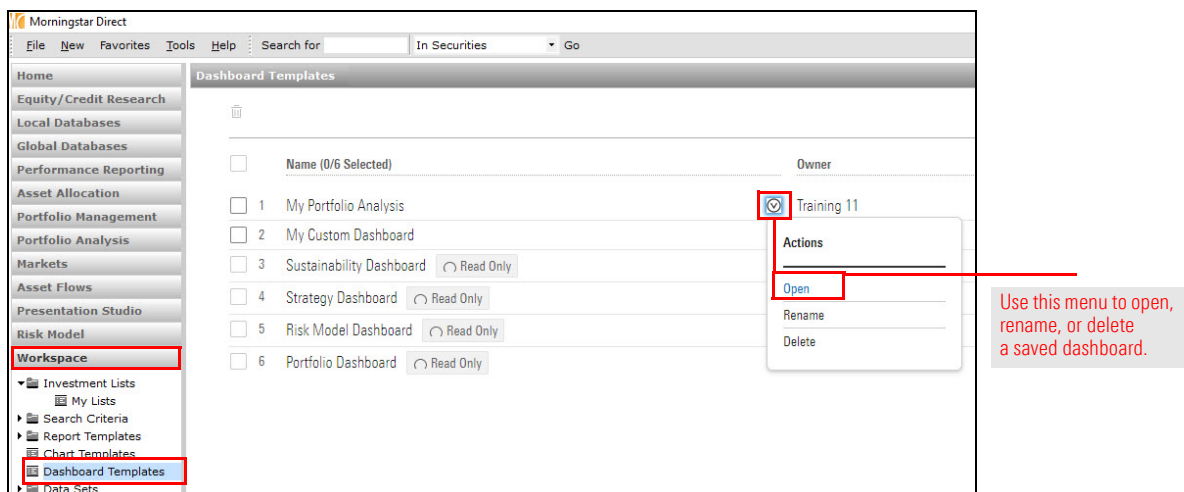 Morningstar Direct
File New Favorites Tools Help Search for In Securities Go
Home
Equity/Credit Research
Local Databases
Global Databases
Performance Reporting
Asset Allocation
Portfolio Management
Portfolio Analysis
Markets
Asset Flows
Presentation Studio
Risk Model
Workspace
Investment Lists
My Lists
Search Criteria
Report Templates
Chart Templates
Dashboard Templates
Data Sets
Dashboard Templates
Name (0/6 Selected) Owner
1 My Portfolio Analysis Training 11
2 My Custom Dashboard
3 Sustainability Dashboard Read Only
4 Strategy Dashboard Read Only
5 Risk Model Dashboard Read Only
6 Portfolio Dashboard Read Only
Actions
Open
Rename
Delete
Use this menu to open,
rename, or delete
a saved dashboard.